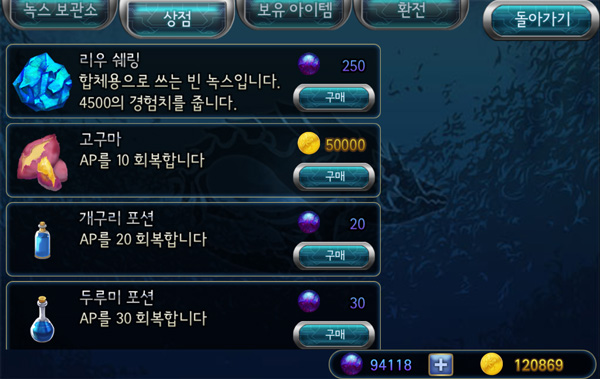 녹스 보관소
상점
보유 아이템
환전
돌아가기
리우 쉐링
250
합체용으로 쓰는 빈 녹스입니다.
4500의 경험치를 줍니다.
구매
고구마
50000
AP를 10 회복합니다
구매
개구리 포션
20
AP를 20 회복합니다
구매
두루미 포션
30
AP를 30 회복합니다
구매
94118
120869